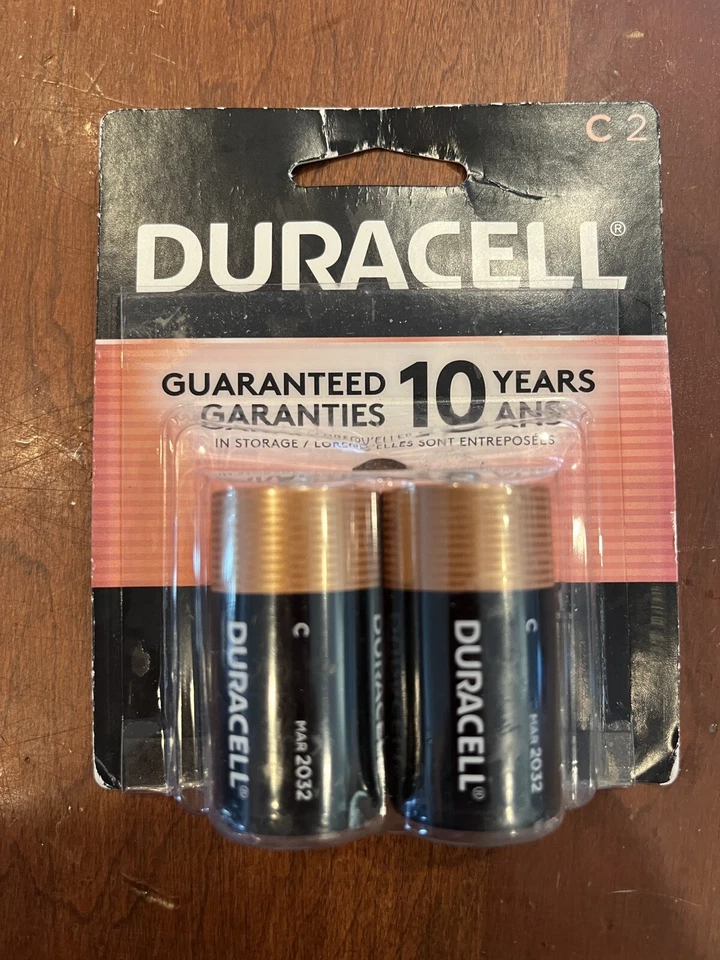 C 2
DURACELL®
GUARANTEED 10 YEARS
GARANTIES ANS
IN STORAGE / LORSQU'ELLES SONT ENTREPOSÉES
DURACELL®
C
MAR 2032
DURACELL
DURACELL®
C
MAR 2032